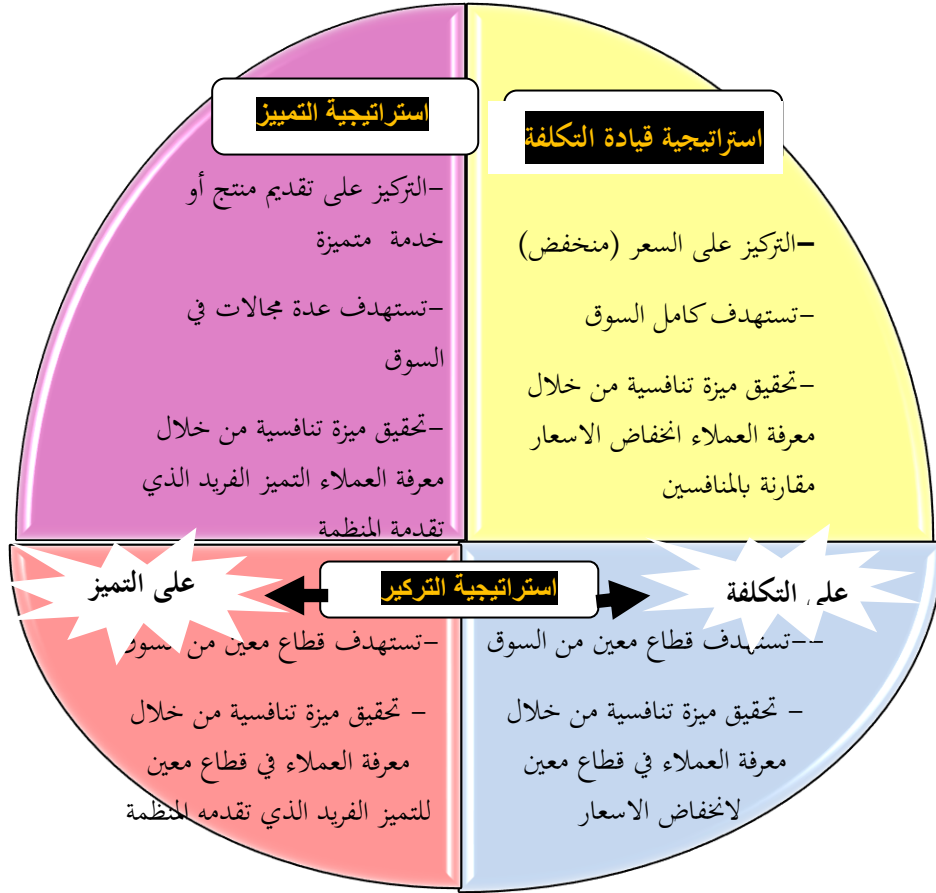 استراتيجية قيادة التكلفة
–التركيز على السعر (منخفض)
–تستهدف كامل السوق
–تحقيق ميزة تنافسية من خلال
معرفة العملاء انخفاض الاسعار
مقارنة بالمنافسين
استراتيجية التمييز
–التركيز على تقديم منتج أو
خدمة متميزة
–تستهدف عدة مجالات في
السوق
–تحقيق ميزة تنافسية من خلال
معرفة العملاء التميز الفريد الذي
تقدمة المنظمة
استراتيجية التركيز
على التكلفة
––تستهدف قطاع معين من السوق
– تحقيق ميزة تنافسية من خلال
معرفة العملاء في قطاع معين
لانخفاض الاسعار
على التميز
–تستهدف قطاع معين من السوق
– تحقيق ميزة تنافسية من خلال
معرفة العملاء في قطاع معين
للتميز الفريد الذي تقدمه المنظمة